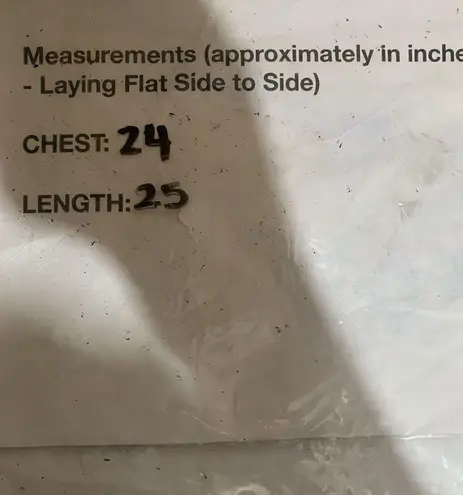 Measurements (approximately in inche
- Laying Flat Side to Side)
CHEST: 24
LENGTH: 25